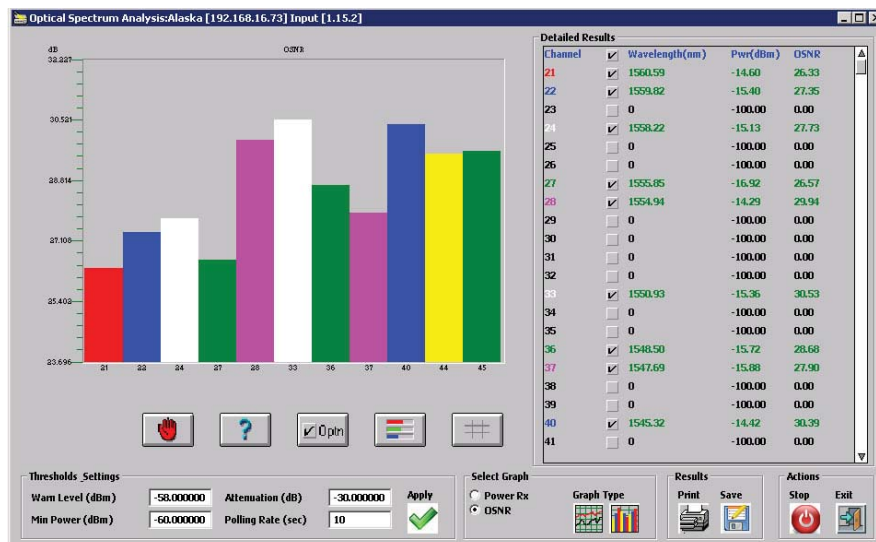 Optical Spectrum Analysis:Alaska [192.168.16.73] Input [1.15.2]
dB
OSNR
32.227
30.521
28.814
27.108
25.402
23.696
21 22 24 27 28 33 36 37 40 44 45
Optn
Detailed Results
Channel Wavelength(nm) Pwr(dBm) OSNR
21 1560.59 -14.60 26.33
22 1559.82 -15.40 27.35
23 0 -100.00 0.00
24 1558.22 -15.13 27.73
25 0 -100.00 0.00
26 0 -100.00 0.00
27 1555.85 -16.92 26.57
28 1554.94 -14.29 29.94
29 0 -100.00 0.00
30 0 -100.00 0.00
31 0 -100.00 0.00
32 0 -100.00 0.00
33 1550.93 -15.36 30.53
34 0 -100.00 0.00
35 0 -100.00 0.00
36 1548.50 -15.72 28.68
37 1547.69 -15.88 27.90
38 0 -100.00 0.00
39 0 -100.00 0.00
40 1545.32 -14.42 30.39
41 0 -100.00 0.00
Thresholds_Settings
Warn Level (dBm) -58.000000 Attenuation (dB) -30.000000 Apply
Min Power (dBm) -60.000000 Polling Rate (sec) 10
Select Graph
Power Rx
OSNR
Graph Type
Results
Print Save
Actions
Stop Exit